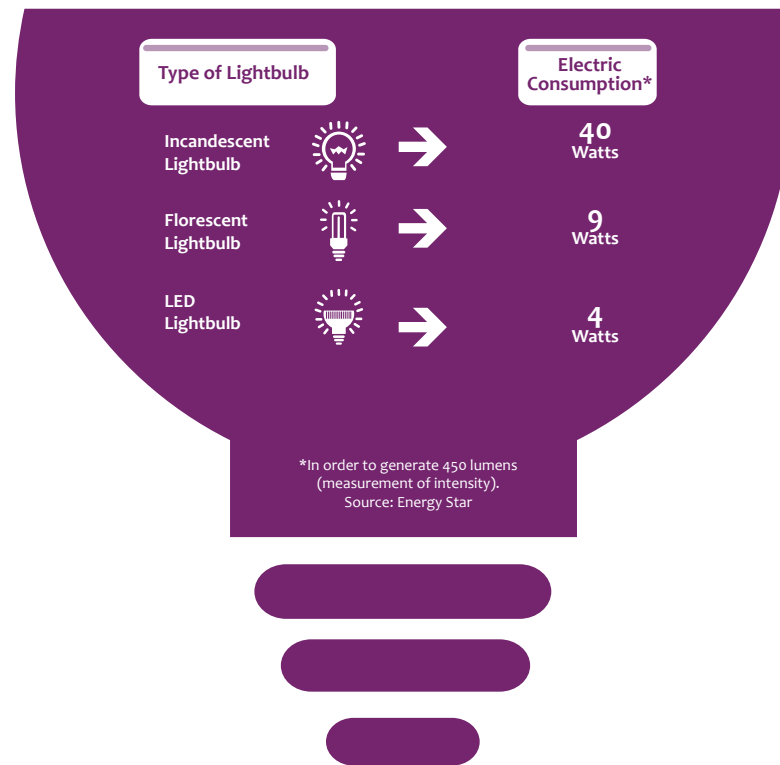 Type of Lightbulb
Electric
Consumption*
Incandescent
Lightbulb
40
Watts
Florescent
Lightbulb
9
Watts
LED
Lightbulb
4
Watts
*In order to generate 450 lumens
(measurement of intensity).
Source: Energy Star